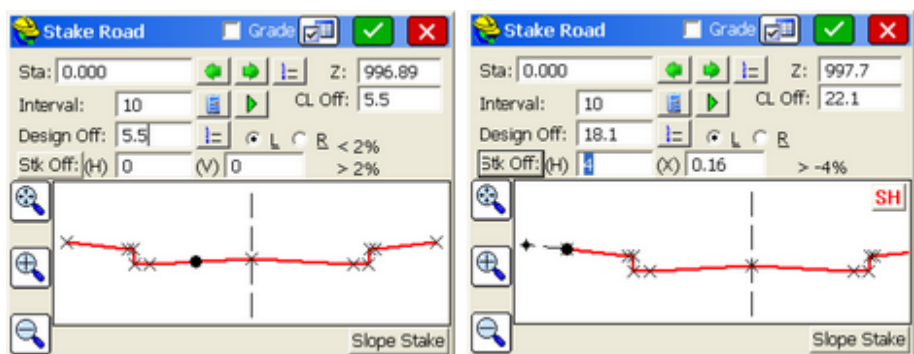 Stake Road Grade
Sta: 0.000 Z: 996.89
Interval: 10 CL Off: 5.5
Design Off: 5.5 L R < 2%
Stk Off: (H) 0 (V) 0 > 2%
Slope Stake
Stake Road Grade
Sta: 0.000 Z: 997.7
Interval: 10 CL Off: 22.1
Design Off: 18.1 L R
Stk Off: (H) 4 (X) 0.16 > -4%
SH
Slope Stake